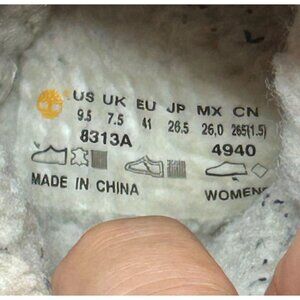 US UK EU JP MX CN
9.5 7.5 41 26.5 26.0 265(1.5)
8313A 4940
MADE IN CHINA WOMENS